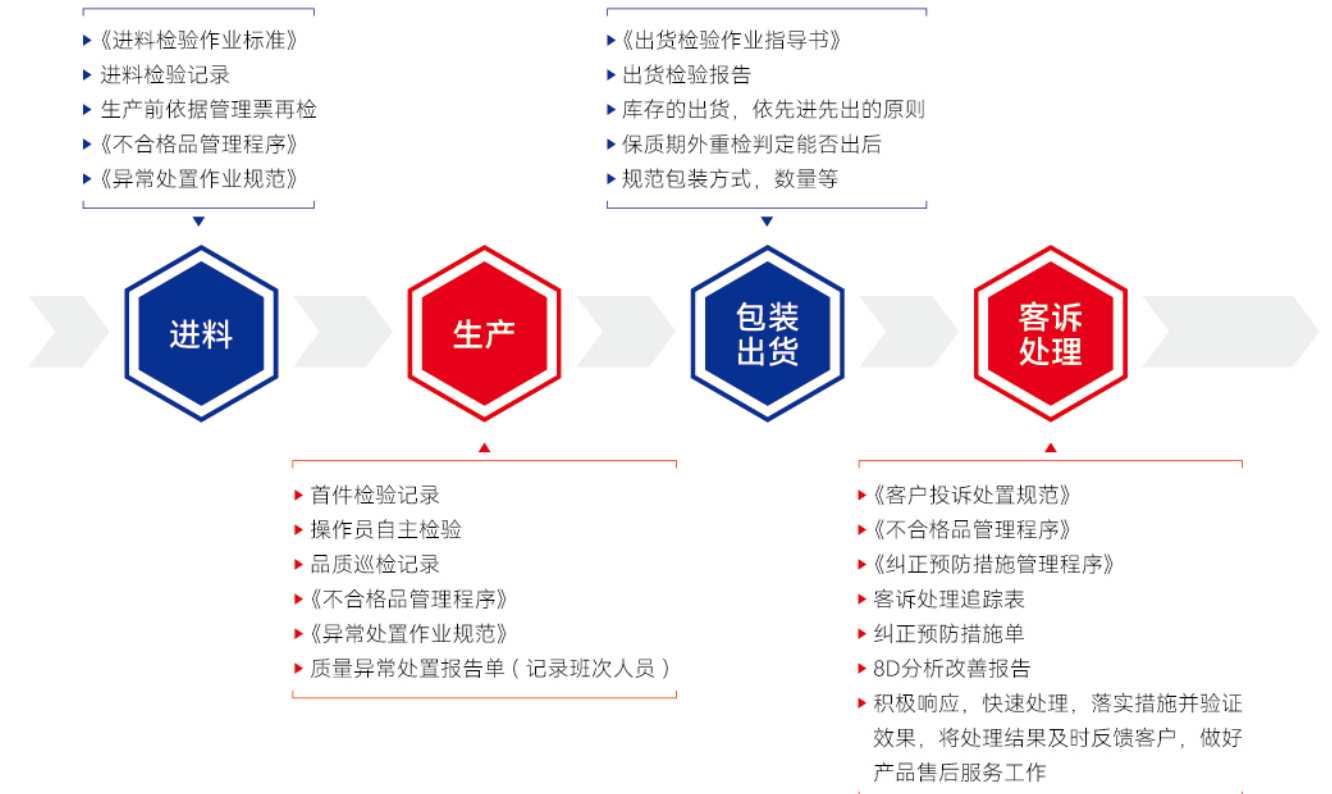 《进料检验作业标准》
进料检验记录
生产前依据管理票再检
《不合格品管理程序》
《异常处置作业规范》
《出货检验作业指导书》
出货检验报告
库存的出货，依先进先出的原则
保质期外重检判定能否出后
规范包装方式，数量等
进料
生产
包装
出货
客诉
处理
首件检验记录
操作员自主检验
品质巡检记录
《不合格品管理程序》
《异常处置作业规范》
质量异常处置报告单（记录班次人员）
《客户投诉处置规范》
《不合格品管理程序》
《纠正预防措施管理程序》
客诉处理追踪表
纠正预防措施单
8D分析改善报告
积极响应，快速处理，落实措施并验证
效果，将处理结果及时反馈客户，做好
产品售后服务工作